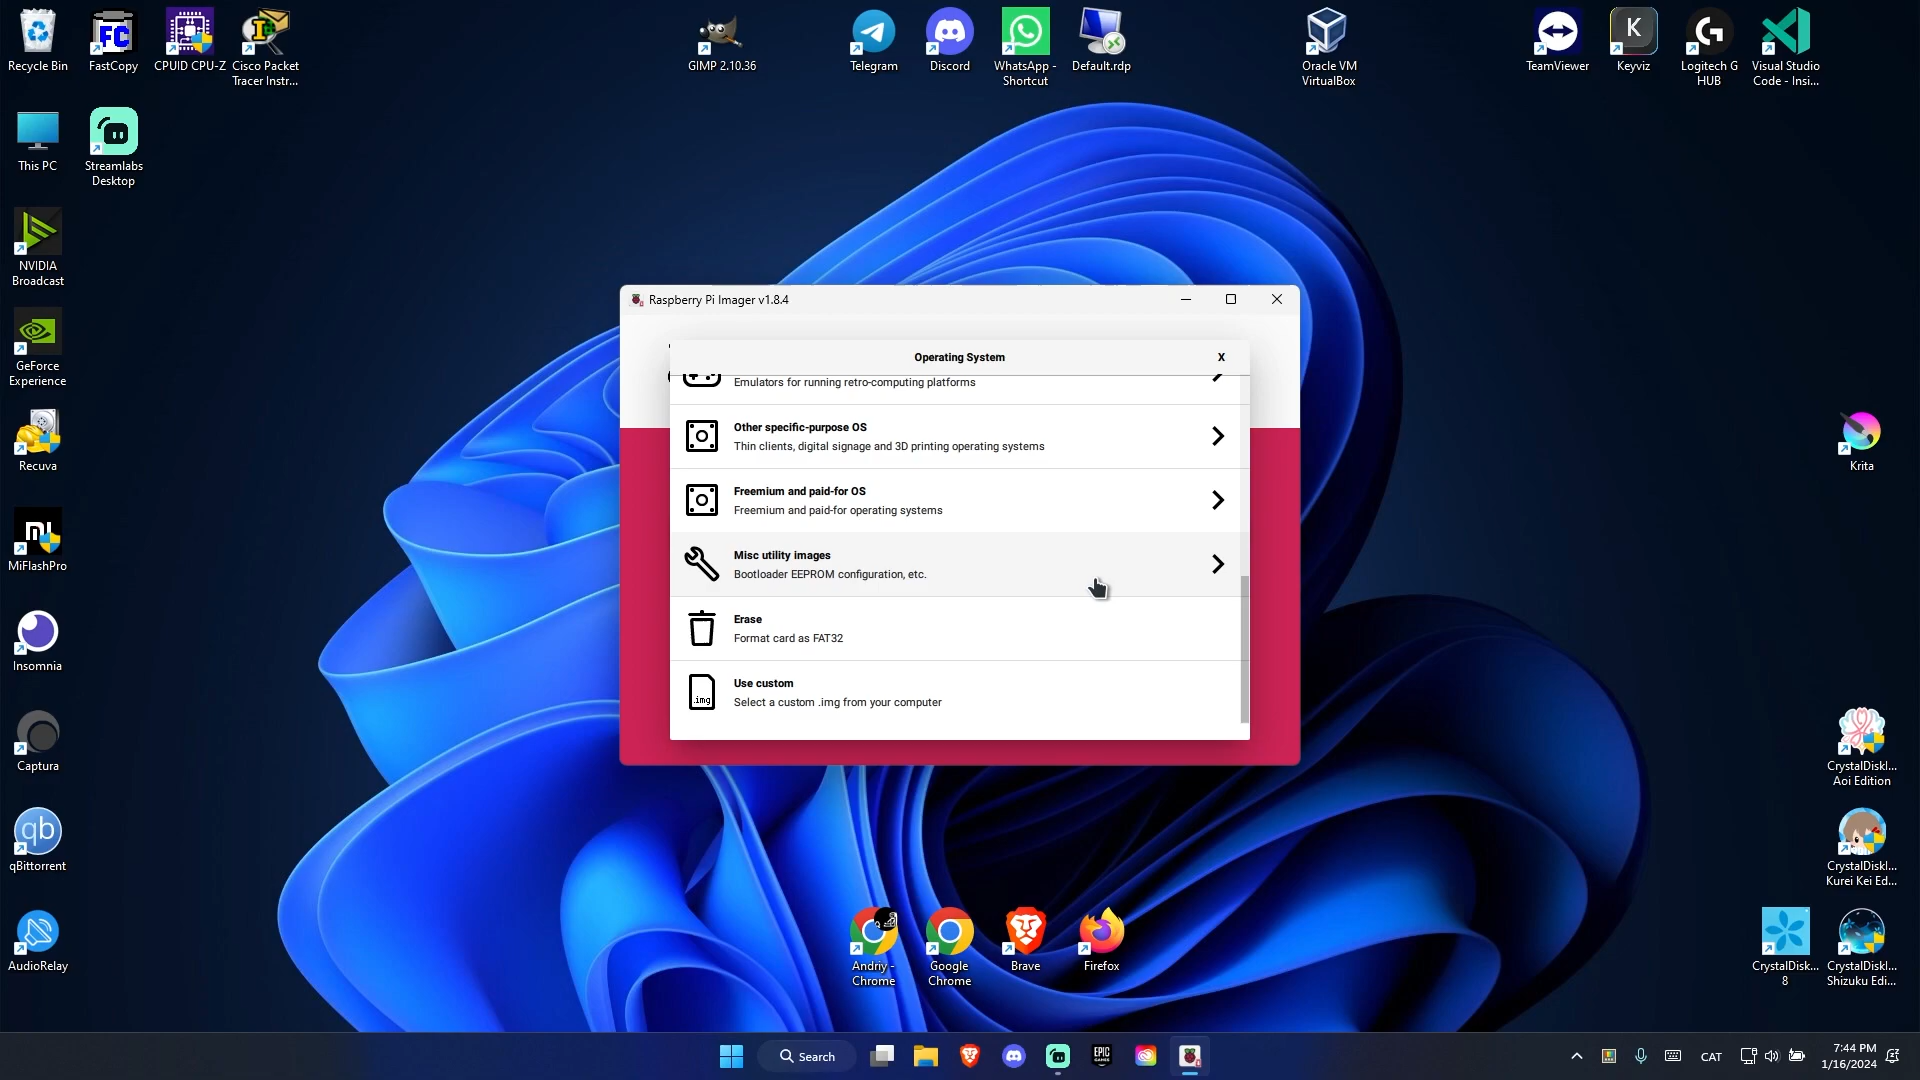 Recycle Bin
FastCopy
CPUID CPU-Z
Cisco Packet
Tracer Instr...
GIMP 2.10.36
Telegram
Discord
WhatsApp -
Shortcut
Default.rdp
Oracle VM
VirtualBox
TeamViewer
Keyviz
Logitech G
HUB
Visual Studio
Code - Insi...
This PC
Streamlabs
Desktop
NVIDIA
Broadcast
GeForce
Experience
Recuva
MiFlashPro
Insomnia
Captura
qBittorrent
AudioRelay
Raspberry Pi Imager v1.8.4
Operating System
X
Emulators for running retro-computing platforms
Other specific-purpose OS
Thin clients, digital signage and 3D printing operating systems
Freemium and paid-for OS
Freemium and paid-for operating systems
Misc utility images
Bootloader EEPROM configuration, etc.
Erase
Format card as FAT32
.img
Use custom
Select a custom .img from your computer
Krita
CrystalDiskI...
Aoi Edition
CrystalDiskI...
Kurei Kei Ed...
CrystalDisk...
8
CrystalDiskI...
Shizuku Edi...
Andriy -
Chrome
Google
Chrome
Brave
Firefox
Search
EPIC
GAMES
CAT
7:44 PM
1/16/2024